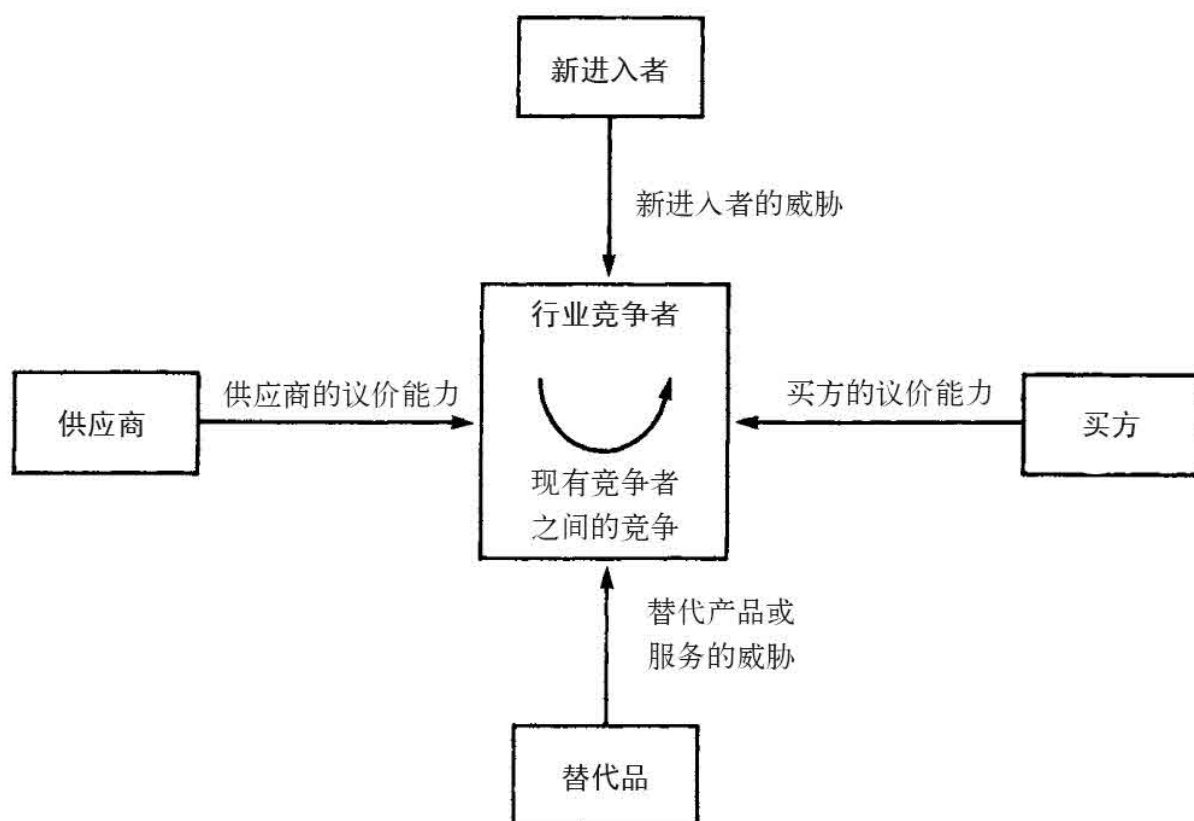 新进入者
新进入者的威胁
行业竞争者
供应商的议价能力
买方的议价能力
供应商
买方
现有竞争者
之间的竞争
替代产品或
服务的威胁
替代品